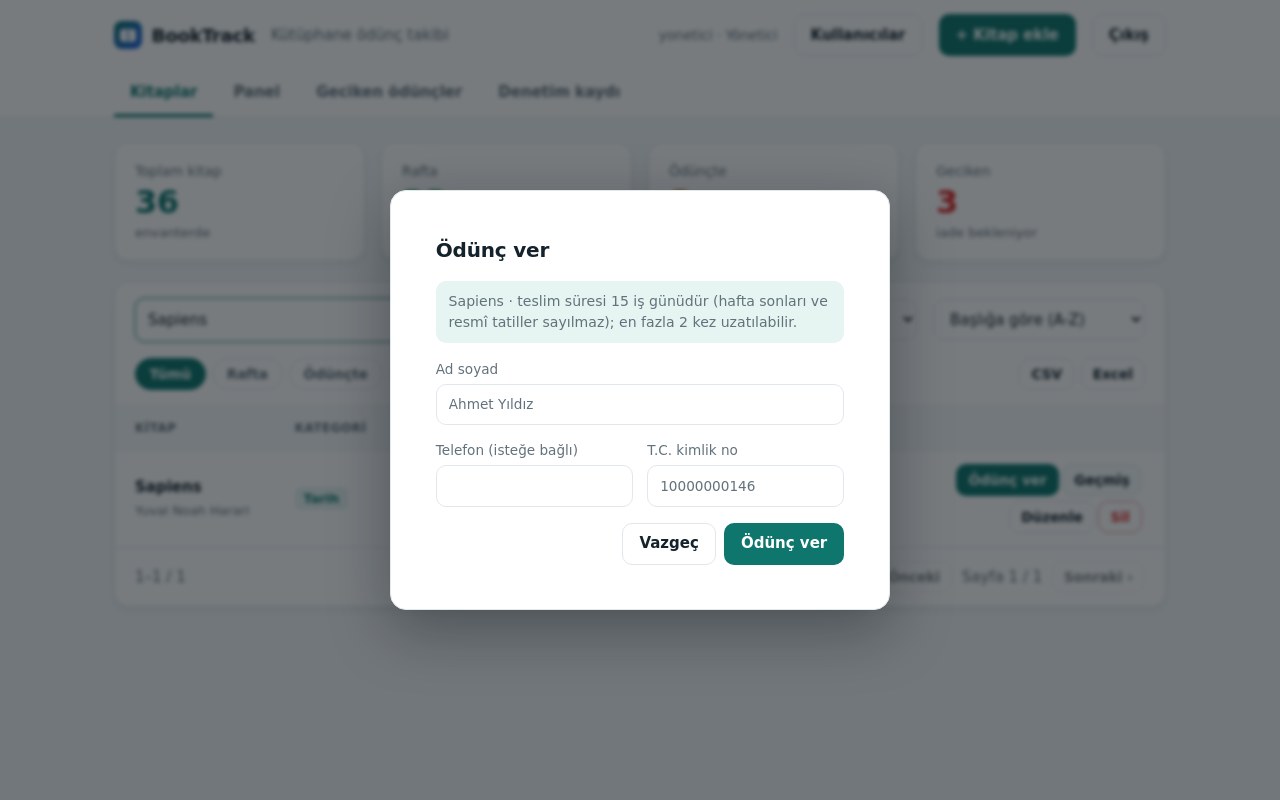 BookTrack Kütüphane ödünç takibi yonetici · Yönetici Kullanıcılar + Kitap ekle Çıkış
Kitaplar Panel Geciken ödünçler Denetim kaydı
Toplam kitap Rafta Ödünçte Geciken
36 3
envanterde iade bekleniyor
Ödünç ver
Sapiens · teslim süresi 15 iş günüdür (hafta sonları ve
resmî tatiller sayılmaz); en fazla 2 kez uzatılabilir.
Ad soyad
Ahmet Yıldız
Telefon (isteğe bağlı) T.C. kimlik no
10000000146
Vazgeç Ödünç ver
Sapiens Başlığa göre (A-Z)
Tümü Rafta Ödünçte CSV Excel
KİTAP KATEGORİ
Sapiens Tarih Ödünç ver Geçmiş
Yuval Noah Harari Düzenle Sil
1–1 / 1 Önceki Sayfa 1 / 1 Sonraki ›